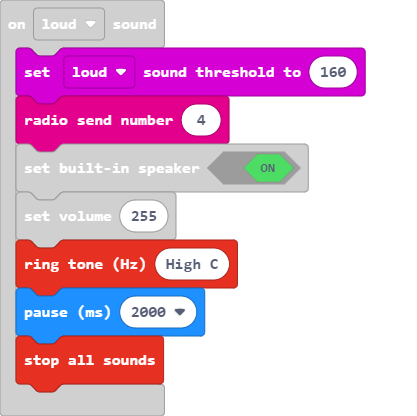 on loud sound
set loud sound threshold to 160
radio send number 4
set built-in speaker ON
set volume 255
ring tone (Hz) High C
pause (ms) 2000
stop all sounds